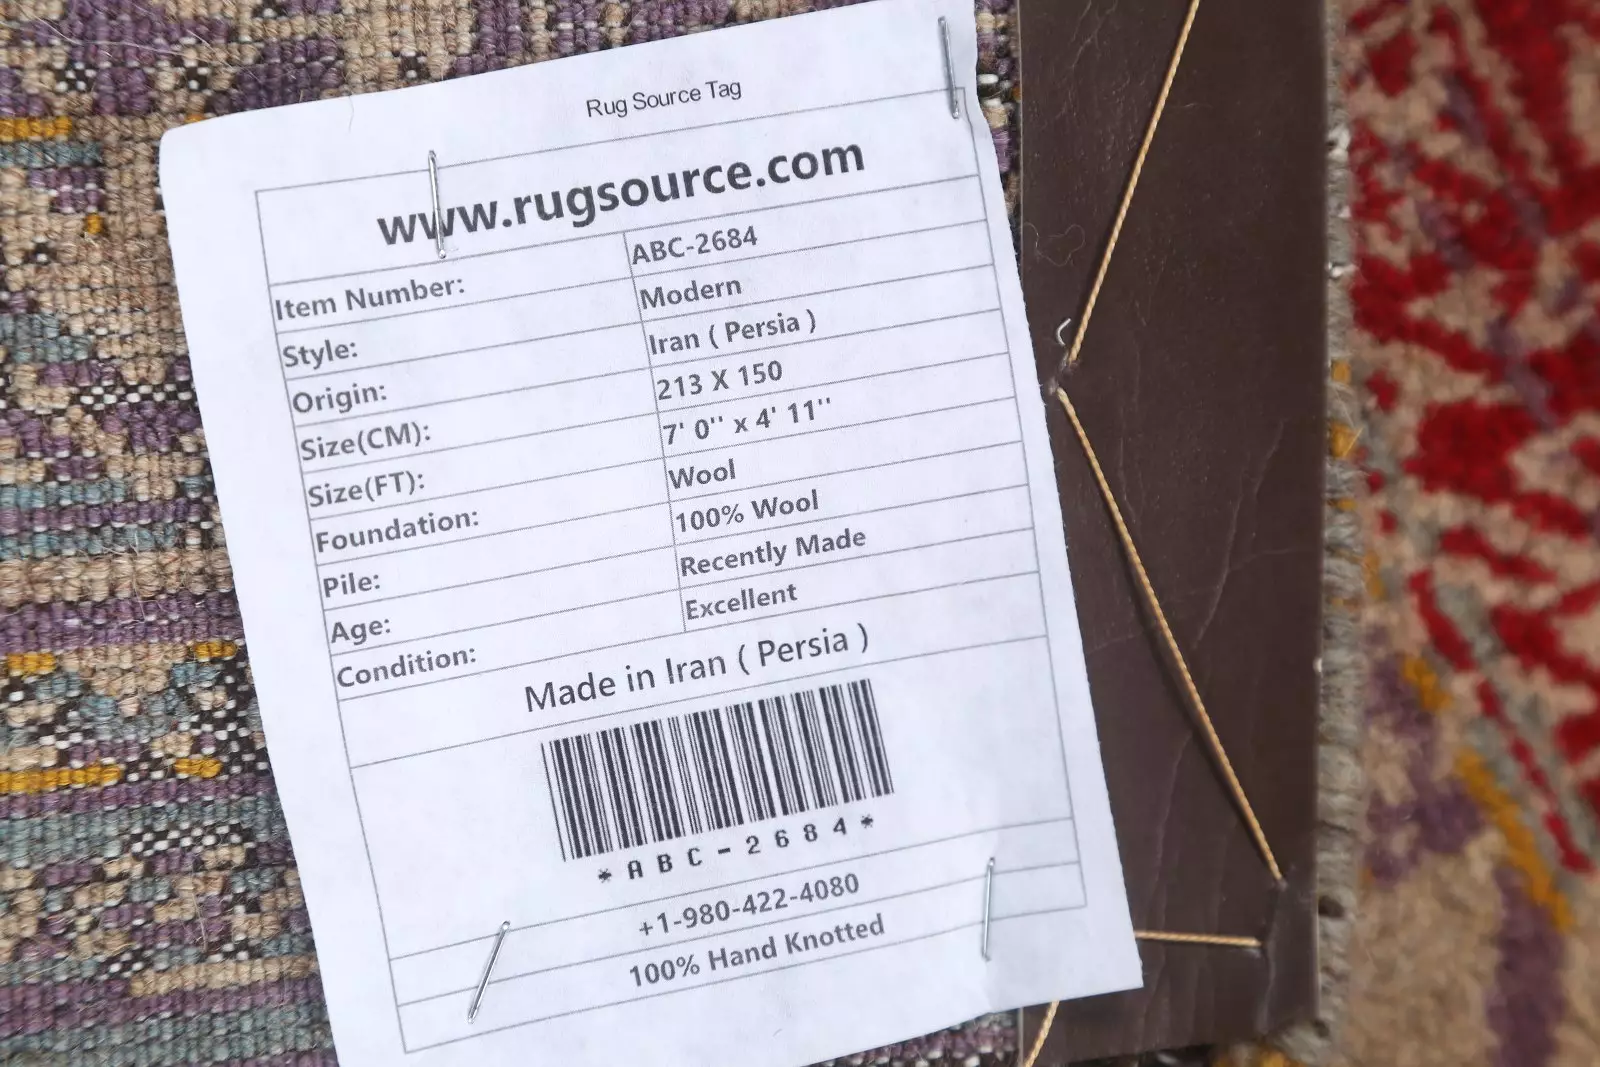 Rug Source Tag
www.rugsource.com
Item Number: ABC-2684
Style: Modern
Origin: Iran ( Persia )
Size(CM): 213 X 150
Size(FT): 7' 0'' x 4' 11''
Foundation: Wool
Pile: 100% Wool
Age: Recently Made
Condition: Excellent
Made in Iran ( Persia )
*ABC-2684*
+1-980-422-4080
100% Hand Knotted